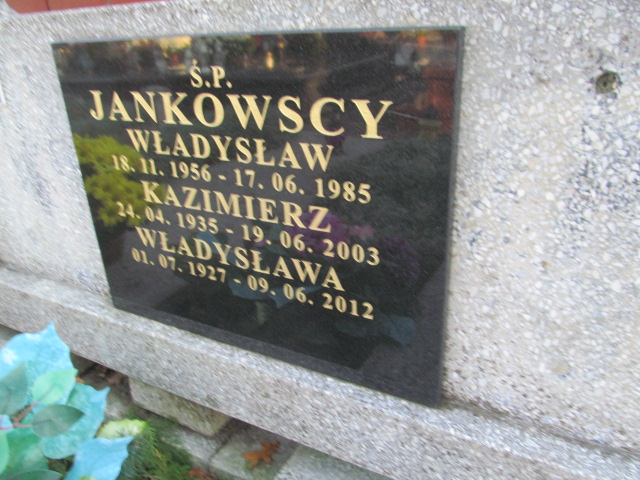 Ś.P.
JANKOWSCY
WŁADYSŁAW
18.11.1956 - 17.06.1985
KAZIMIERZ
24.04.1935 - 19.06.2003
WŁADYSŁAWA
01.07.1927 - 09.06.2012